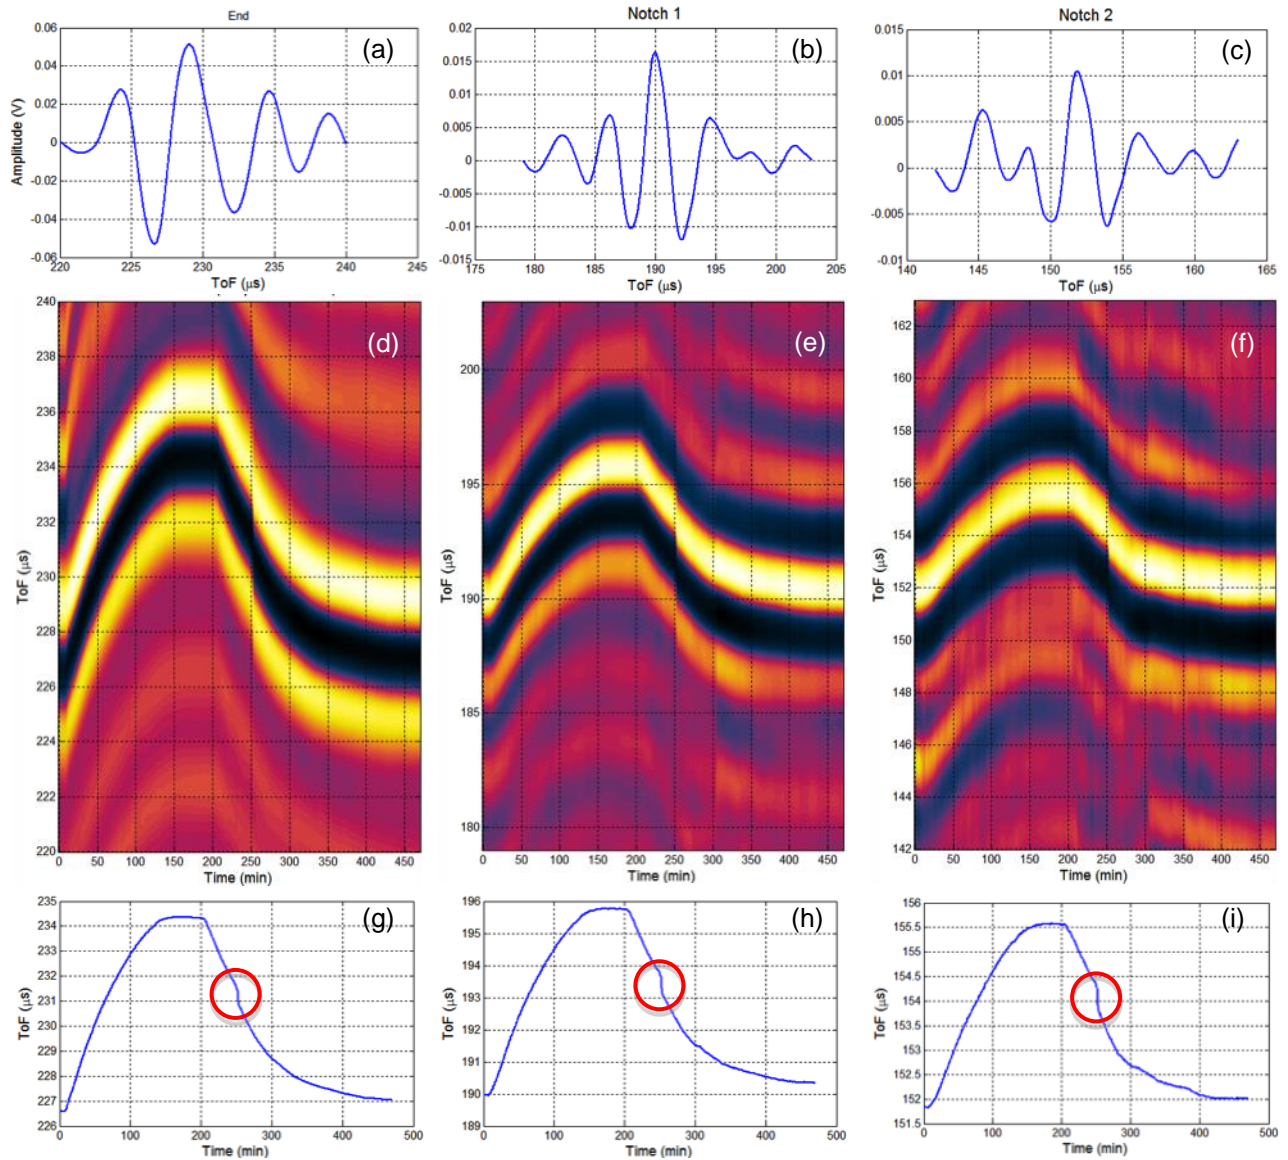 End
(a)
0.06
0.04
0.02
0
-0.02
-0.04
-0.06
Amplitude (V)
220 225 230 235 240 245
ToF (μs)
Notch 1
(b)
0.02
0.015
0.01
0.005
0
-0.005
-0.01
-0.015
175 180 185 190 195 200 205
ToF (μs)
Notch 2
(c)
0.015
0.01
0.005
0
-0.005
-0.01
140 145 150 155 160 165
ToF (μs)
(d)
240
238
236
234
232
230
228
226
224
222
220
ToF (μs)
0 50 100 150 200 250 300 350 400 450
Time (min)
(e)
200
195
190
185
180
ToF (μs)
0 50 100 150 200 250 300 350 400 450
Time (min)
(f)
162
160
158
156
154
152
150
148
146
144
142
ToF (μs)
0 50 100 150 200 250 300 350 400 450
Time (min)
(g)
235
234
233
232
231
230
229
228
227
226
ToF (μs)
0 100 200 300 400 500
Time (min)
(h)
196
195
194
193
192
191
190
189
ToF (μs)
0 100 200 300 400 500
Time (min)
(i)
156
155.5
155
154.5
154
153.5
153
152.5
152
151.5
ToF (μs)
0 100 200 300 400 500
Time (min)